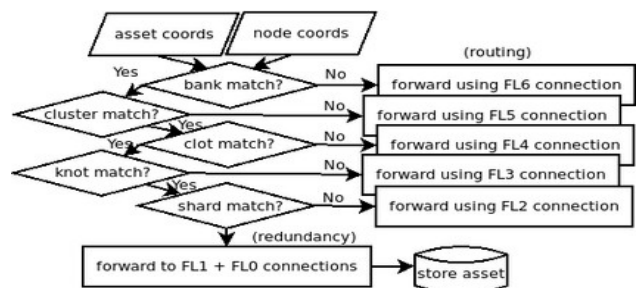 asset coords
node coords
(routing)
Yes
bank match?
No
forward using FL6 connection
cluster match?
No
forward using FL5 connection
Yes
Yes
clot match?
No
forward using FL4 connection
knot match?
No
forward using FL3 connection
Yes
shard match?
No
forward using FL2 connection
(redundancy)
forward to FL1 + FL0 connections
store asset